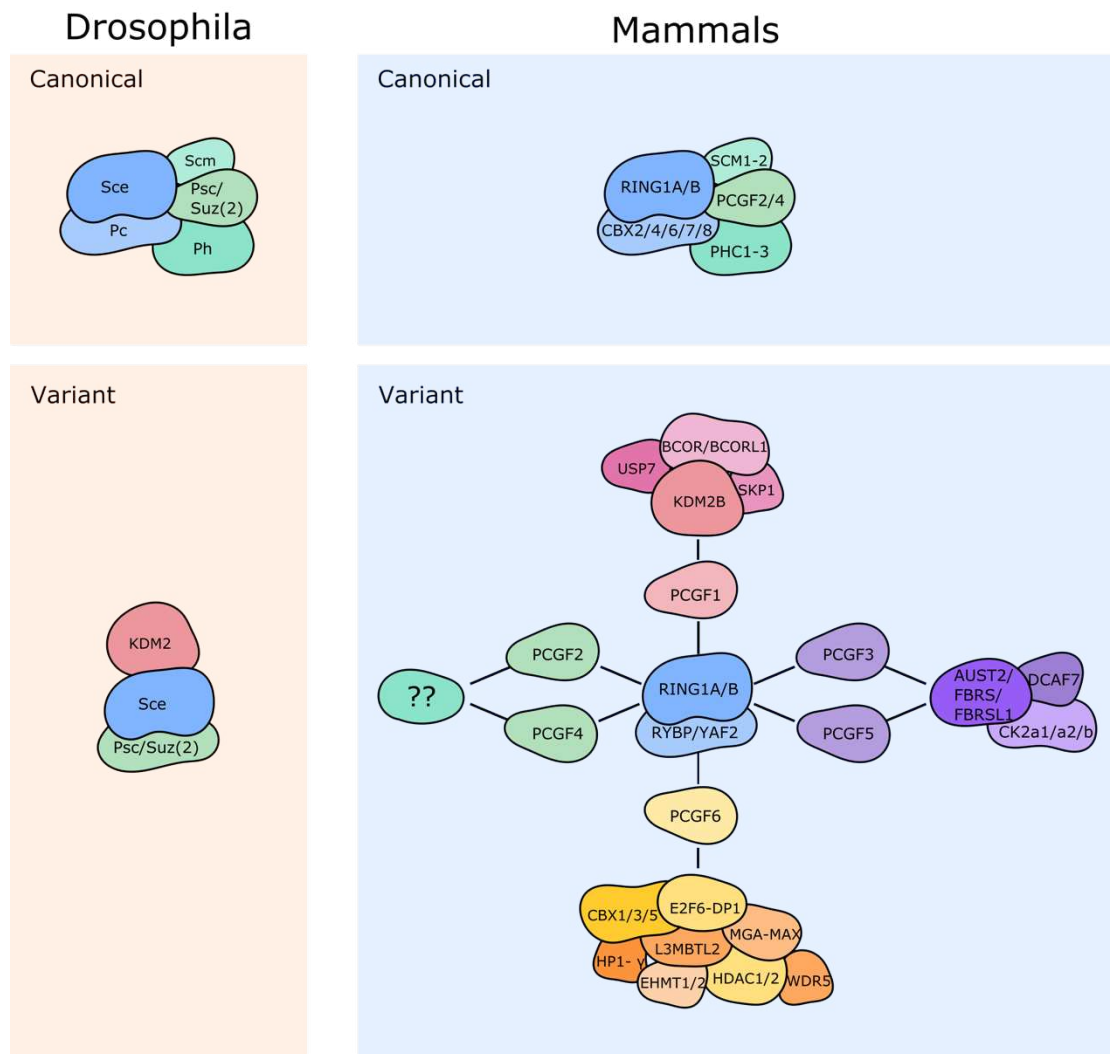 Drosophila
Mammals
Canonical
Scm
Sce
Psc/
Suz(2)
Pc
Ph
Canonical
SCM1-2
RING1A/B
PCGF2/4
CBX2/4/6/7/8
PHC1-3
Variant
KDM2
Sce
Psc/Suz(2)
Variant
BCOR/BCORL1
USP7
SKP1
KDM2B
PCGF1
PCGF2
PCGF3
??
RING1A/B
AUST2/
FBRS/
FBRSL1
DCAF7
PCGF4
RYBP/YAF2
PCGF5
CK2a1/a2/b
PCGF6
CBX1/3/5
E2F6-DP1
MGA-MAX
L3MBTL2
HP1- γ
EHMT1/2
HDAC1/2
WDR5